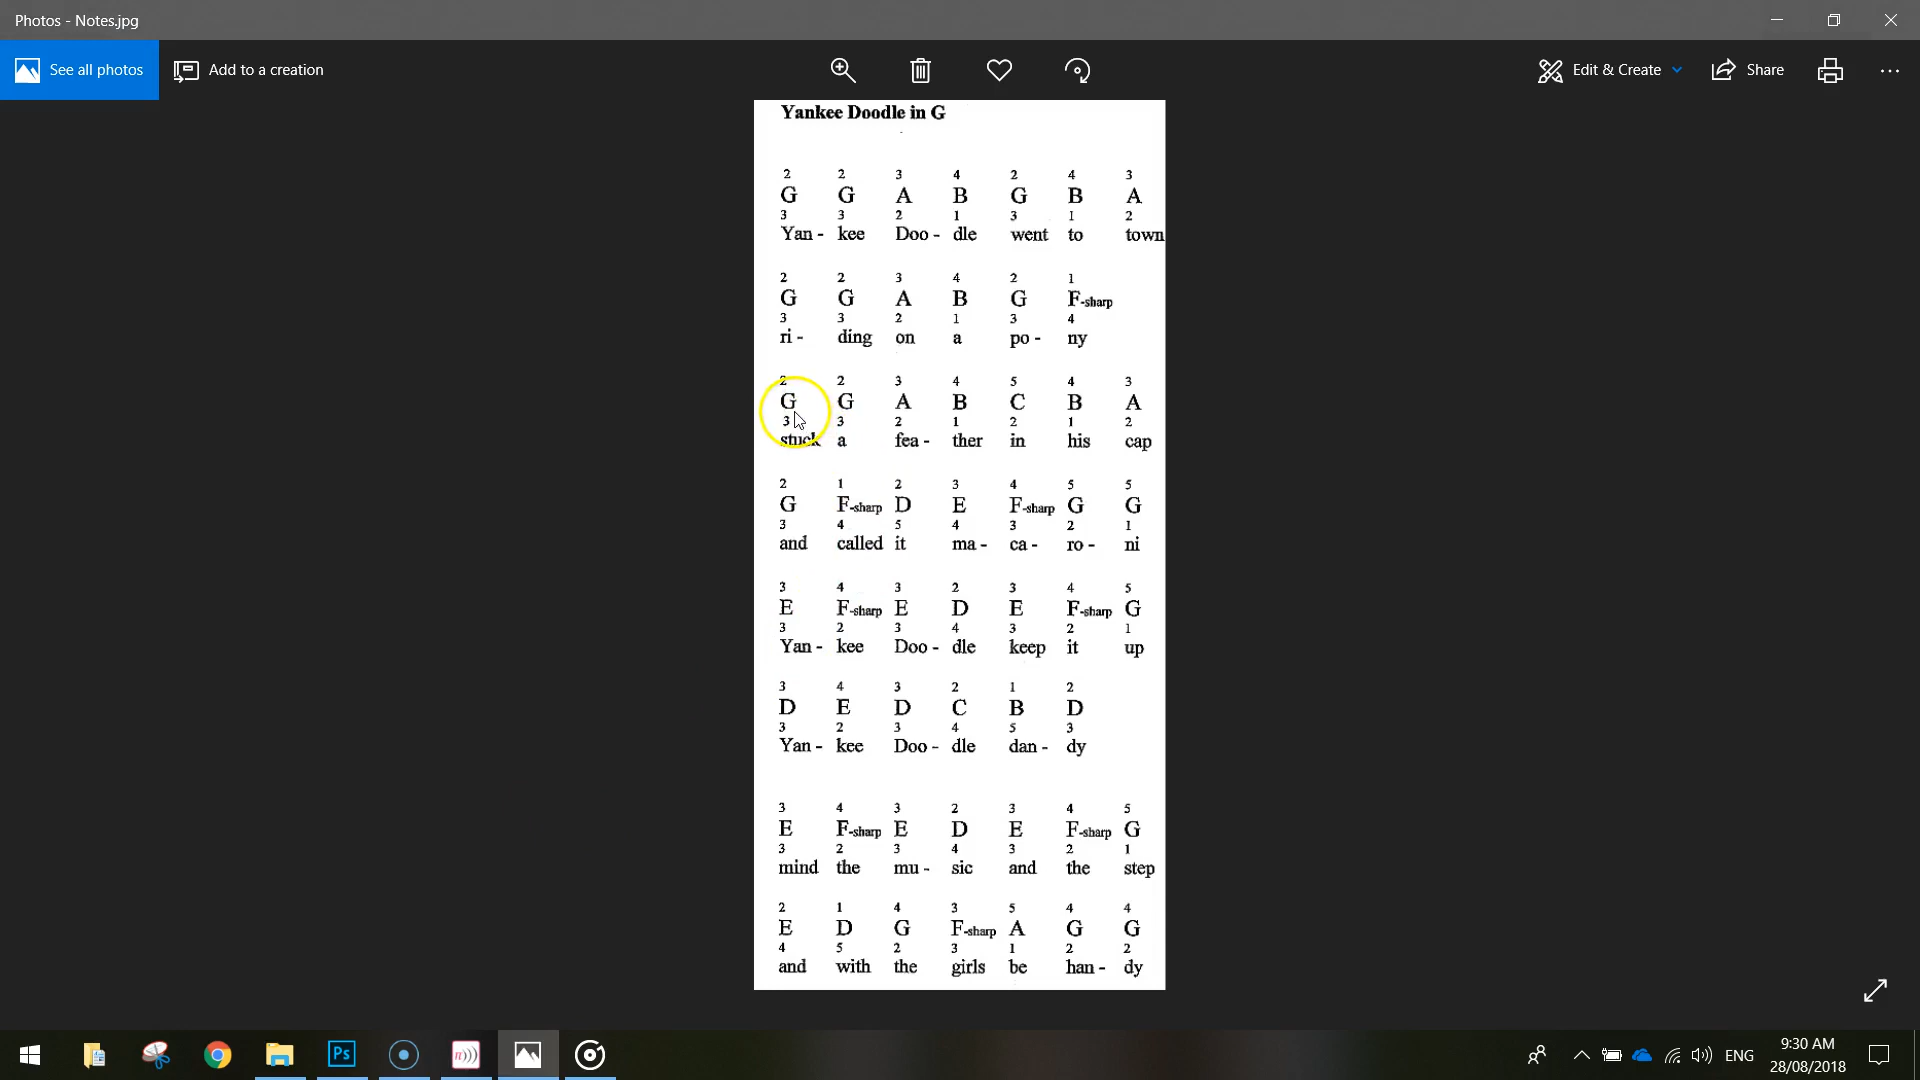 Photos - Notes.jpg
See all photos Add to a creation Edit & Create Share
Yankee Doodle in G
2 2 3 4 2 4 3
G G A B G B A
3 3 2 1 3 1 2
Yan - kee Doo - dle went to town
2 2 3 4 2 1
G G A B G F-sharp
3 3 2 1 3 4
ri - ding on a po - ny
2 2 3 4 5 4 3
G G A B C B A
3 3 2 1 2 1 2
stuck a fea - ther in his cap
2 1 2 3 4 5 5
G F-sharp D E F-sharp G G
3 4 5 4 3 2 1
and called it ma - ca - ro - ni
3 4 3 2 3 4 5
E F-sharp E D E F-sharp G
3 2 3 4 3 2 1
Yan - kee Doo - dle keep it up
3 4 3 2 1 2
D E D C B D
3 2 3 4 5 3
Yan - kee Doo - dle dan - dy
3 4 3 2 3 4 5
E F-sharp E D E F-sharp G
3 2 3 4 3 2 1
mind the mu - sic and the step
2 1 4 3 5 4 4
E D G F-sharp A G G
4 5 2 3 1 2 2
and with the girls be han - dy
Ps n ENG 9:30 AM
28/08/2018